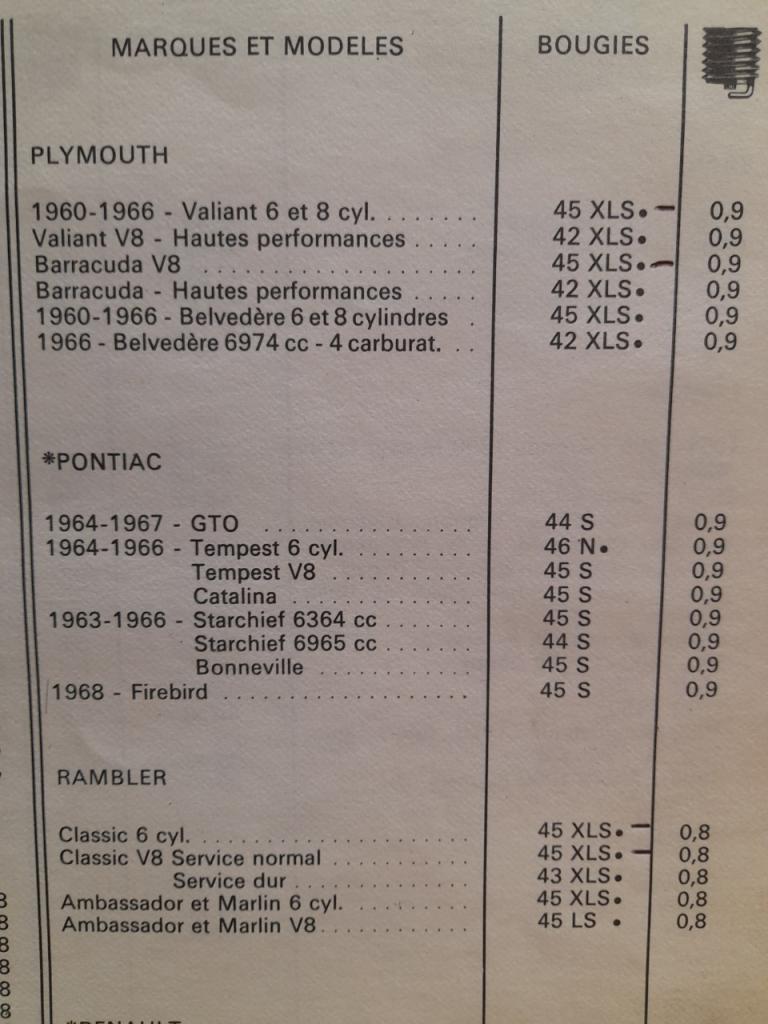 MARQUES ET MODELES BOUGIES
PLYMOUTH
1960-1966 - Valiant 6 et 8 cyl. . . . . . . . 45 XLS• 0,9
Valiant V8 - Hautes performances . . . . . 42 XLS• 0,9
Barracuda V8 . . . . . . . . . . . . . . . . . . . 45 XLS• 0,9
Barracuda - Hautes performances . . . . . 42 XLS• 0,9
1960-1966 - Belvedère 6 et 8 cylindres . 45 XLS• 0,9
1966 - Belvedère 6974 cc - 4 carburat. . . 42 XLS• 0,9
*PONTIAC
1964-1967 - GTO . . . . . . . . . . . . . . . . 44 S 0,9
1964-1966 - Tempest 6 cyl. . . . . . . . . . 46 N• 0,9
Tempest V8 . . . . . . . . . . . 45 S 0,9
Catalina . . . . . . . . . . . . . . 45 S 0,9
1963-1966 - Starchief 6364 cc . . . . . . . 45 S 0,9
Starchief 6965 cc . . . . . . . 44 S 0,9
Bonneville . . . . . . . . . . . . 45 S 0,9
1968 - Firebird . . . . . . . . . . . . . . . . . . . 45 S 0,9
RAMBLER
Classic 6 cyl. . . . . . . . . . . . . . . . . . . . . 45 XLS• 0,8
Classic V8 Service normal . . . . . . . . . . . 45 XLS• 0,8
Service dur . . . . . . . . . . . . . . 43 XLS• 0,8
Ambassador et Marlin 6 cyl. . . . . . . . . . 45 XLS• 0,8
Ambassador et Marlin V8 . . . . . . . . . . . . 45 LS • 0,8
8
8
8
8
8
8
*RENAULT